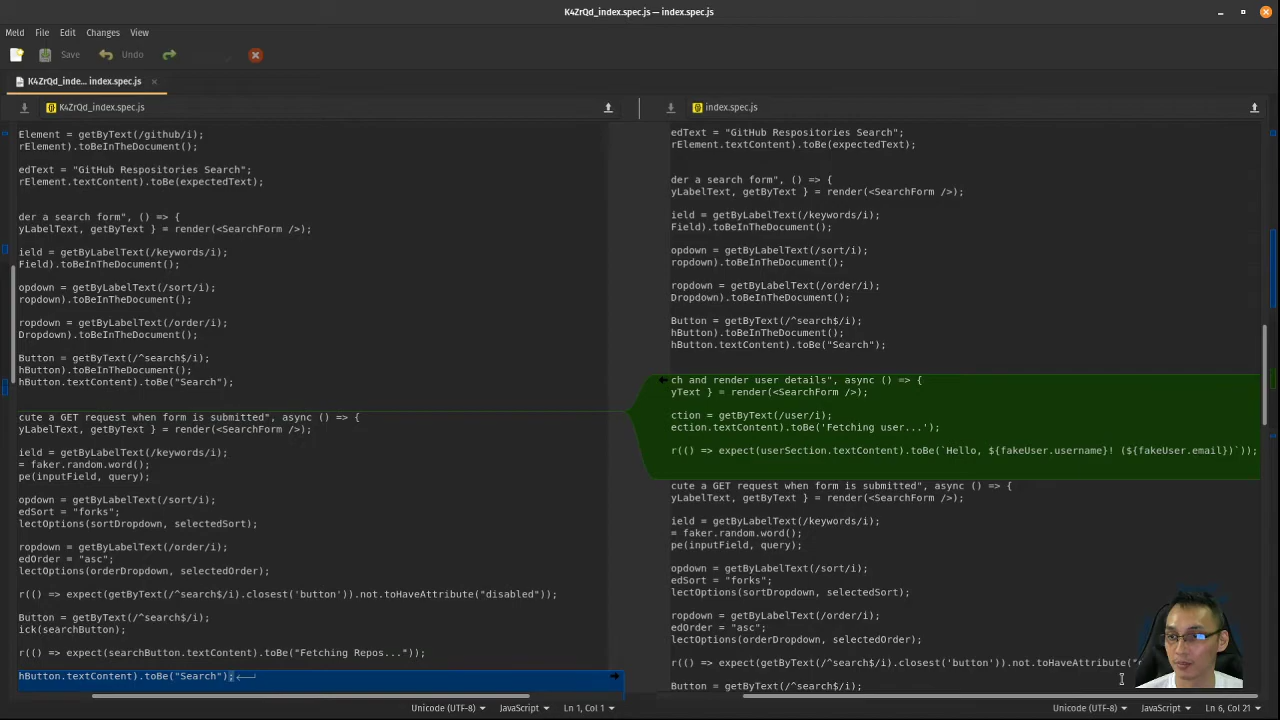 K4ZrQd_index.spec.js — index.spec.js
Meld File Edit Changes View
Save Undo
K4ZrQd_inde... index.spec.js
K4ZrQd_index.spec.js
Element = getByText(/github/i);
rElement).toBeInTheDocument();
edText = "GitHub Respositories Search";
rElement.textContent).toBe(expectedText);
der a search form", () => {
yLabelText, getByText } = render(<SearchForm />);
ield = getByLabelText(/keywords/i);
Field).toBeInTheDocument();
opdown = getByLabelText(/sort/i);
ropdown).toBeInTheDocument();
ropdown = getByLabelText(/order/i);
Dropdown).toBeInTheDocument();
Button = getByText(/^search$/i);
hButton).toBeInTheDocument();
hButton.textContent).toBe("Search");
cute a GET request when form is submitted", async () => {
yLabelText, getByText } = render(<SearchForm />);
ield = getByLabelText(/keywords/i);
= faker.random.word();
pe(inputField, query);
opdown = getByLabelText(/sort/i);
edSort = "forks";
lectOptions(sortDropdown, selectedSort);
ropdown = getByLabelText(/order/i);
edOrder = "asc";
lectOptions(orderDropdown, selectedOrder);
r(() => expect(getByText(/^search$/i).closest('button')).not.toHaveAttribute("disabled"));
Button = getByText(/^search$/i);
ick(searchButton);
r(() => expect(searchButton.textContent).toBe("Fetching Repos..."));
hButton.textContent).toBe("Search");
Unicode (UTF-8) JavaScript Ln 1, Col 1
index.spec.js
edText = "GitHub Respositories Search";
rElement.textContent).toBe(expectedText);
der a search form", () => {
yLabelText, getByText } = render(<SearchForm />);
ield = getByLabelText(/keywords/i);
Field).toBeInTheDocument();
opdown = getByLabelText(/sort/i);
ropdown).toBeInTheDocument();
ropdown = getByLabelText(/order/i);
Dropdown).toBeInTheDocument();
Button = getByText(/^search$/i);
hButton).toBeInTheDocument();
hButton.textContent).toBe("Search");
ch and render user details", async () => {
yText } = render(<SearchForm />);
ction = getByText(/user/i);
ection.textContent).toBe('Fetching user...');
r(() => expect(userSection.textContent).toBe(`Hello, ${fakeUser.username}! (${fakeUser.email})`));
cute a GET request when form is submitted", async () => {
yLabelText, getByText } = render(<SearchForm />);
ield = getByLabelText(/keywords/i);
= faker.random.word();
pe(inputField, query);
opdown = getByLabelText(/sort/i);
edSort = "forks";
lectOptions(sortDropdown, selectedSort);
ropdown = getByLabelText(/order/i);
edOrder = "asc";
lectOptions(orderDropdown, selectedOrder);
r(() => expect(getByText(/^search$/i).closest('button')).not.toHaveAttribute("
Button = getByText(/^search$/i);
Unicode (UTF-8) JavaScript Ln 6, Col 21